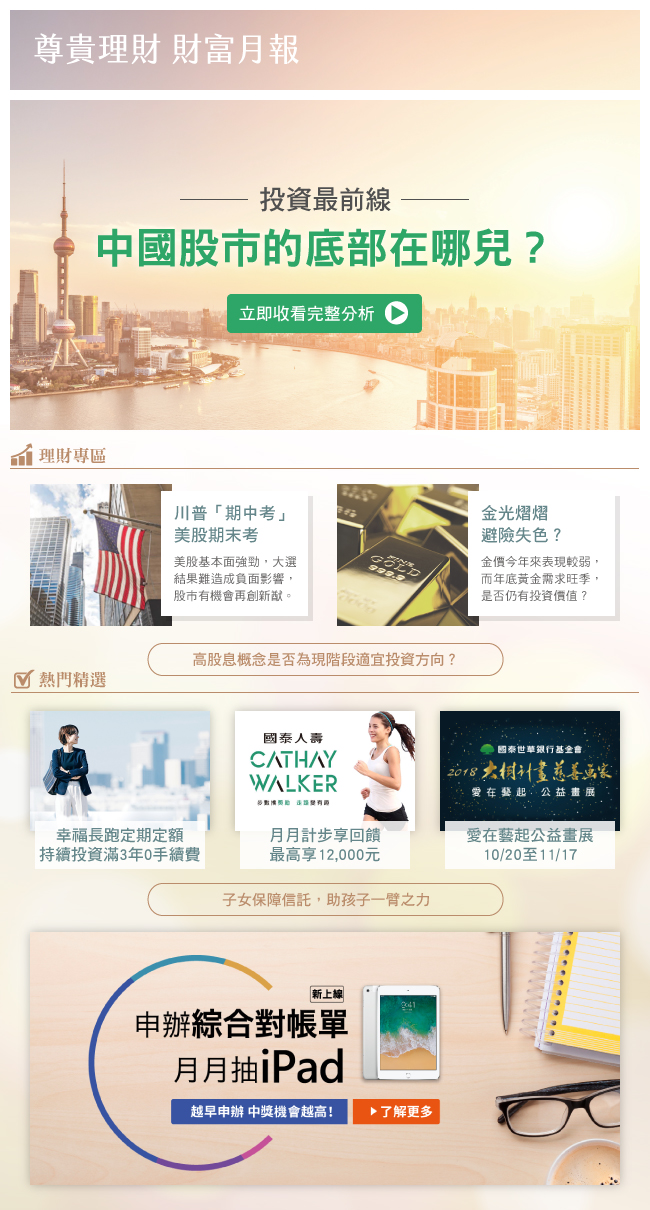 尊貴理財 財富月報
投資最前線
中國股市的底部在哪兒？
立即收看完整分析
理財專區
川普「期中考」
美股期末考
美股基本面強勁，大選
結果難造成負面影響，
股市有機會再創新猷。
金光熠熠
避險失色？
金價今年來表現較弱，
而年底黃金需求旺季，
是否仍有投資價值？
FINE
GOLD
999.9
高股息概念是否為現階段適宜投資方向？
熱門精選
幸福長跑定期定額
持續投資滿3年0手續費
國泰人壽
CATHAY
WALKER
月月計步享回饋
最高享12,000元
國泰世華銀行基金會
2018 大樹計畫慈善画家
愛在藝起 公益畫展
愛在藝起公益畫展
10/20至11/17
子女保障信託，助孩子一臂之力
新上線
申辦綜合對帳單
月月抽iPad
9:41
越早申辦 中獎機會越高!
了解更多